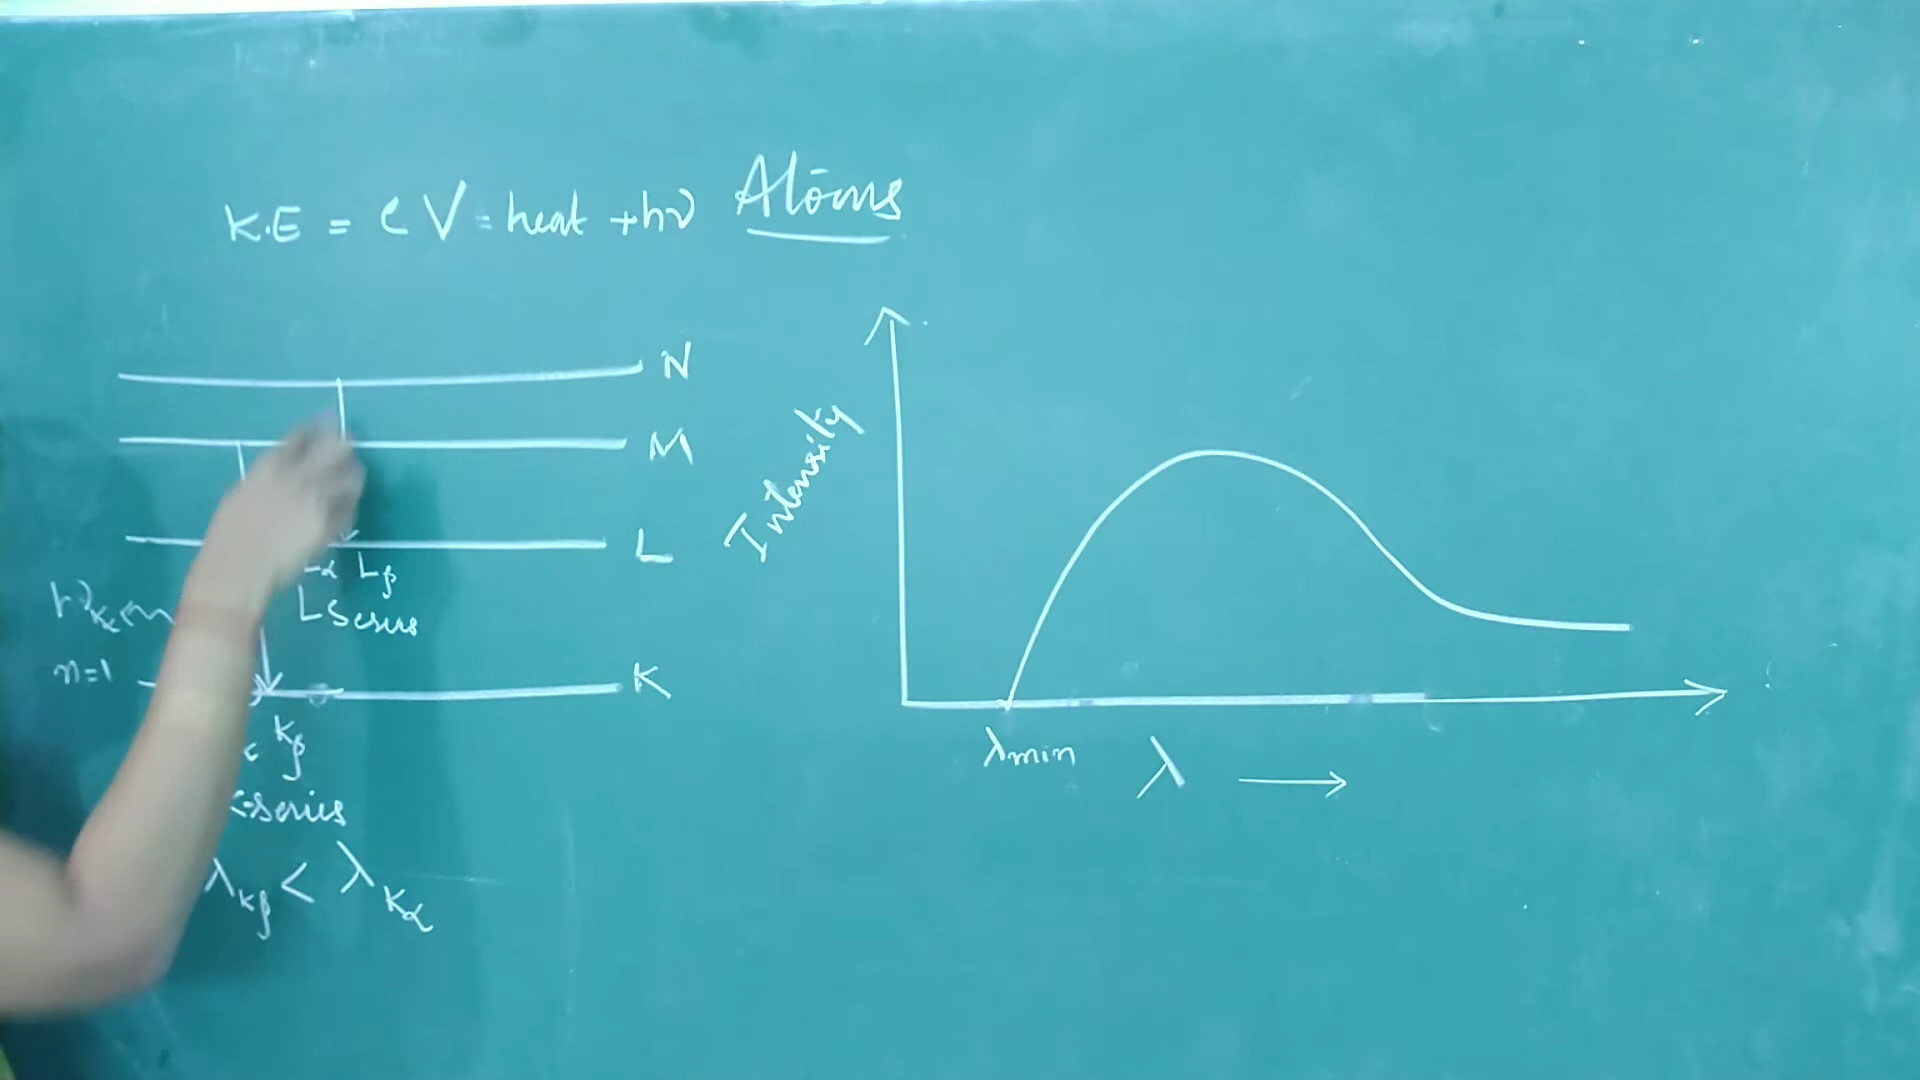 K.E = eV = heat + hν Atoms
N
M
L
Lβ
L Series
n=1
K
Kβ
series
λKβ < λKα
Intensity
λmin
λ →